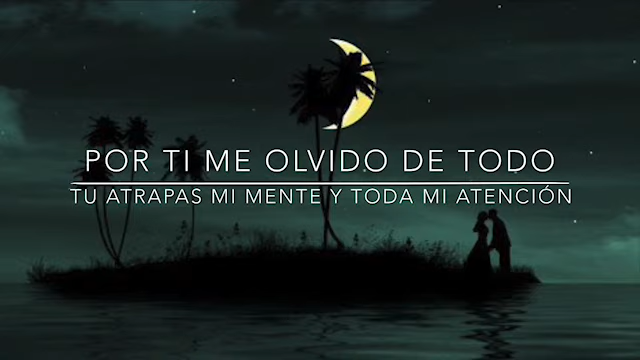 POR TI ME OLVIDO DE TODO
TU ATRAPAS MI MENTE Y TODA MI ATENCIÓN